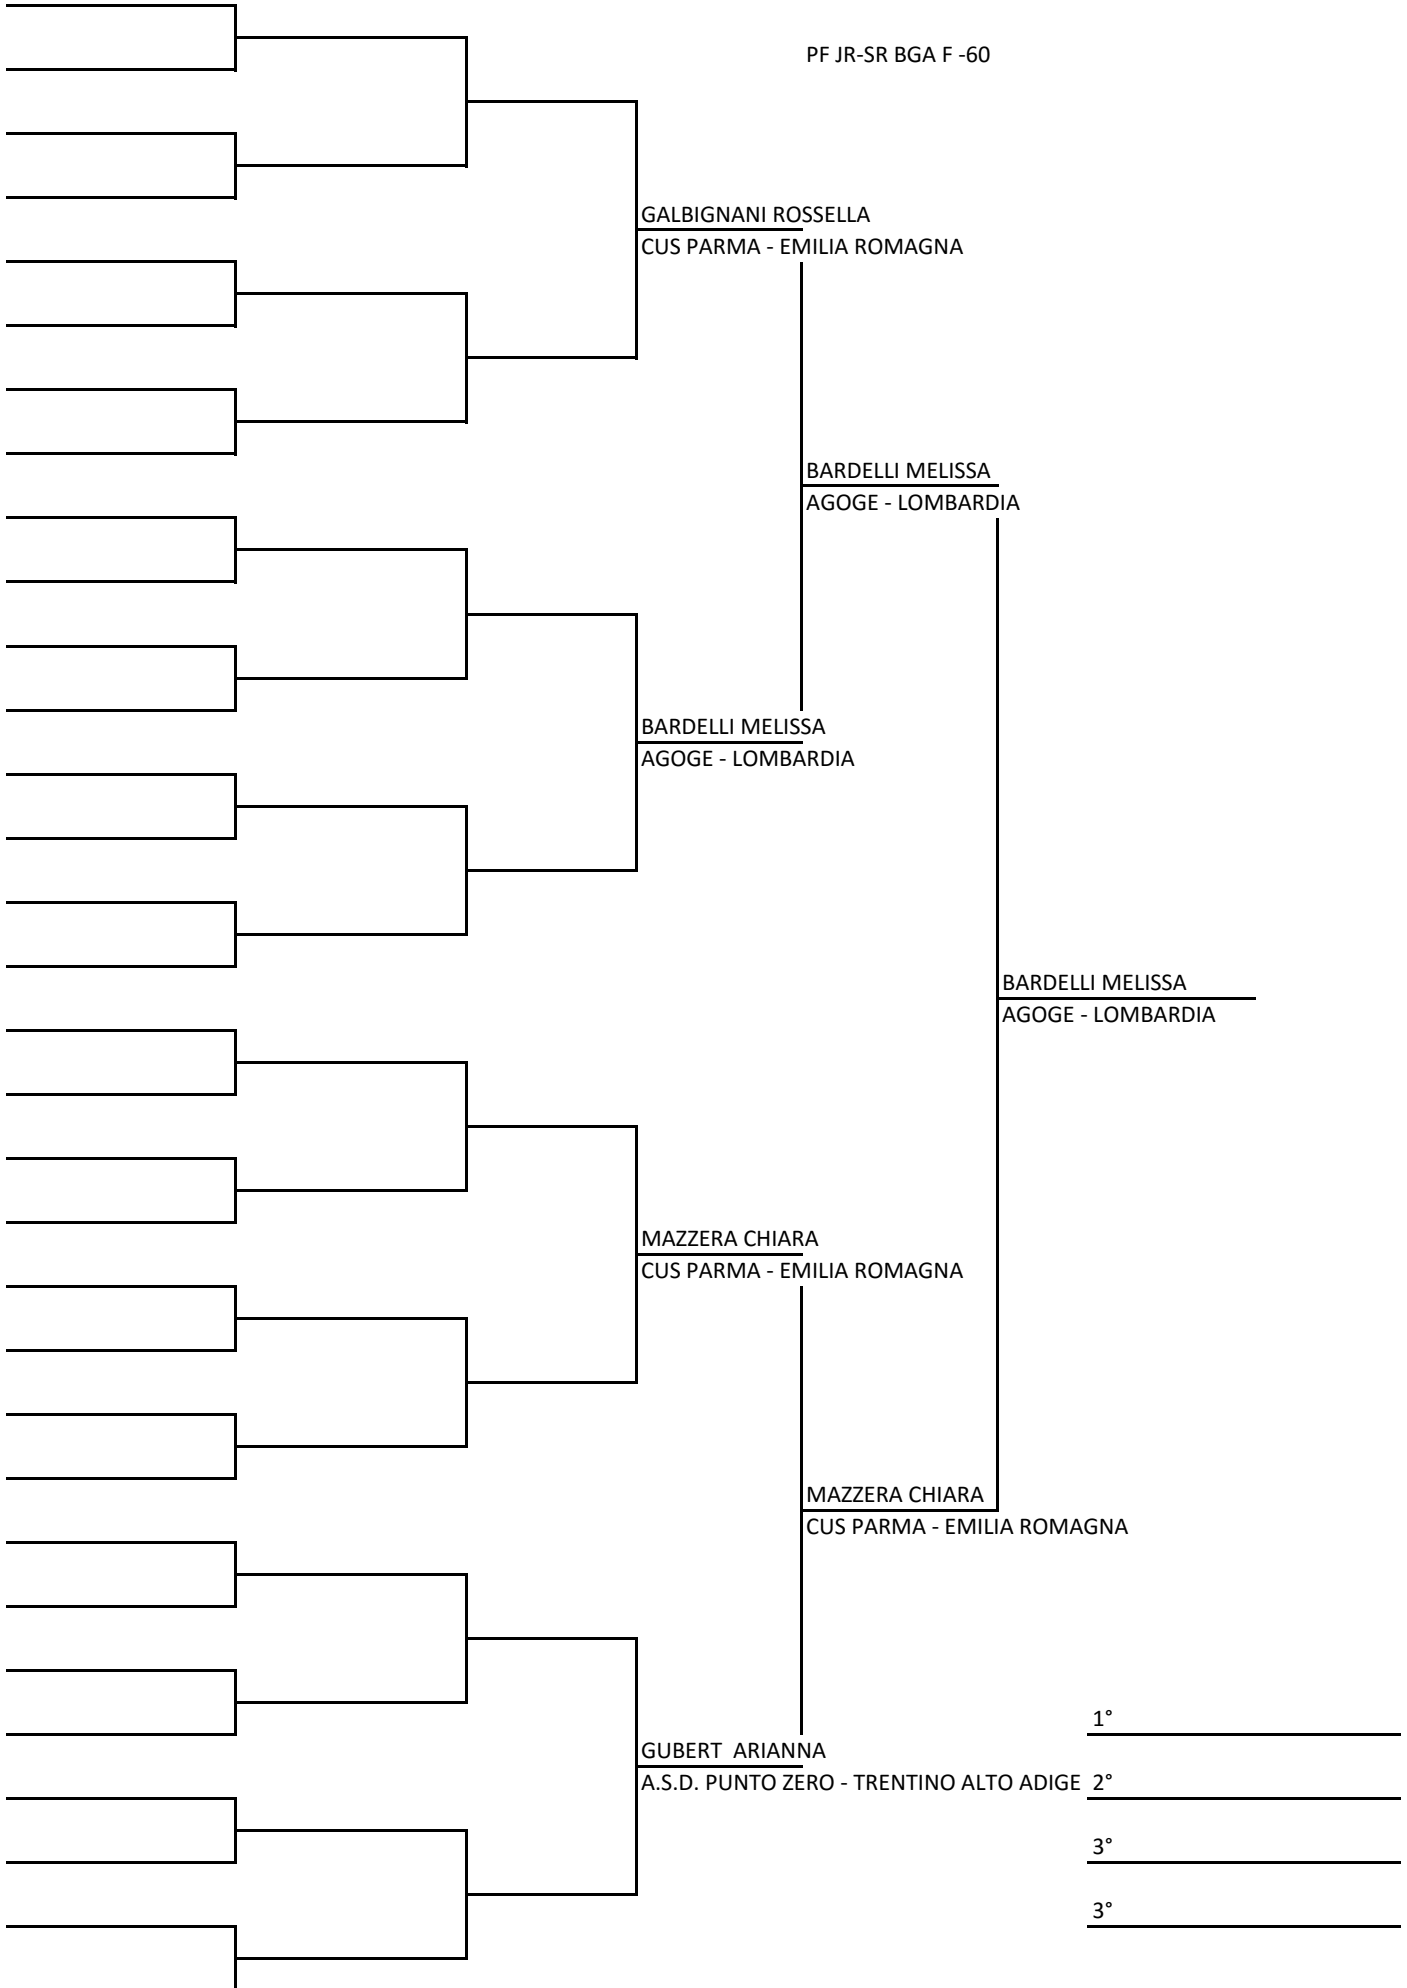 PF JR-SR BGA F -60
GALBIGNANI ROSSELLA
CUS PARMA - EMILIA ROMAGNA
BARDELLI MELISSA
AGOGE - LOMBARDIA
BARDELLI MELISSA
AGOGE - LOMBARDIA
BARDELLI MELISSA
AGOGE - LOMBARDIA
MAZZERA CHIARA
CUS PARMA - EMILIA ROMAGNA
MAZZERA CHIARA
CUS PARMA - EMILIA ROMAGNA
1°
GUBERT  ARIANNA
A.S.D. PUNTO ZERO - TRENTINO ALTO ADIGE 2°
3°
3°